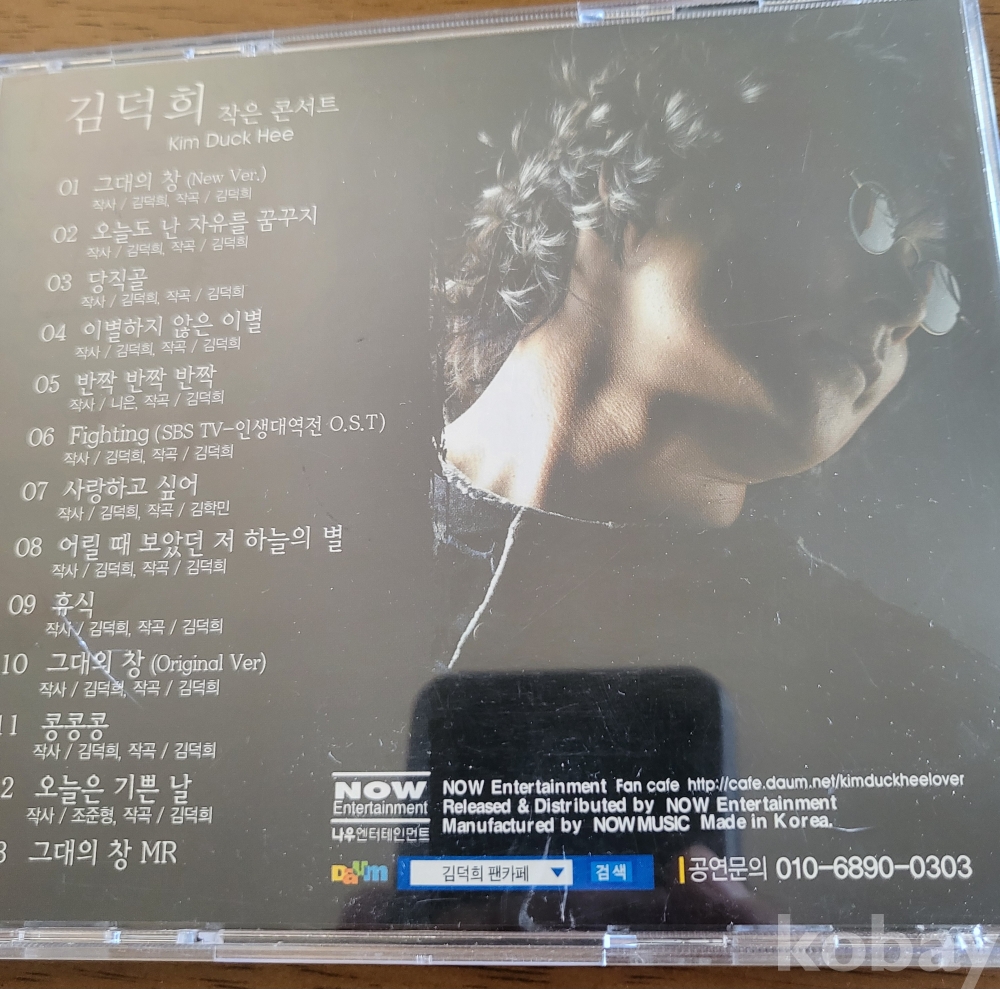 김덕희 작은 콘서트
Kim Duck Hee
01 그대의 창 (New Ver.)
작사 / 김덕희, 작곡 / 김덕희
02 오늘도 난 자유를 꿈꾸지
작사 / 김덕희, 작곡 / 김덕희
03 당직골
작사 / 김덕희, 작곡 / 김덕희
04 이별하지 않은 이별
작사 / 김덕희, 작곡 / 김덕희
05 반짝 반짝 반짝
작사 / 니은, 작곡 / 김덕희
06 Fighting (SBS TV-인생대역전 O.S.T)
작사 / 김덕희, 작곡 / 김덕희
07 사랑하고 싶어
작사 / 김덕희, 작곡 / 김학민
08 어릴 때 보았던 저 하늘의 별
작사 / 김덕희, 작곡 / 김덕희
09 휴식
작사 / 김덕희, 작곡 / 김덕희
10 그대의 창 (Original Ver)
작사 / 김덕희, 작곡 / 김덕희
11 콩콩콩
작사 / 김덕희, 작곡 / 김덕희
2 오늘은 기쁜 날
작사 / 조준형, 작곡 / 김덕희
3 그대의 창 MR
NOW
Entertainment
나우엔터테인먼트
NOW Entertainment Fan cafe http://cafe.daum.net/kimduckheelover
Released & Distributed by NOW Entertainment
Manufactured by NOWMUSIC Made in Korea.
Daum 김덕희 팬카페 검색
공연문의 010-6890-0303
kobay